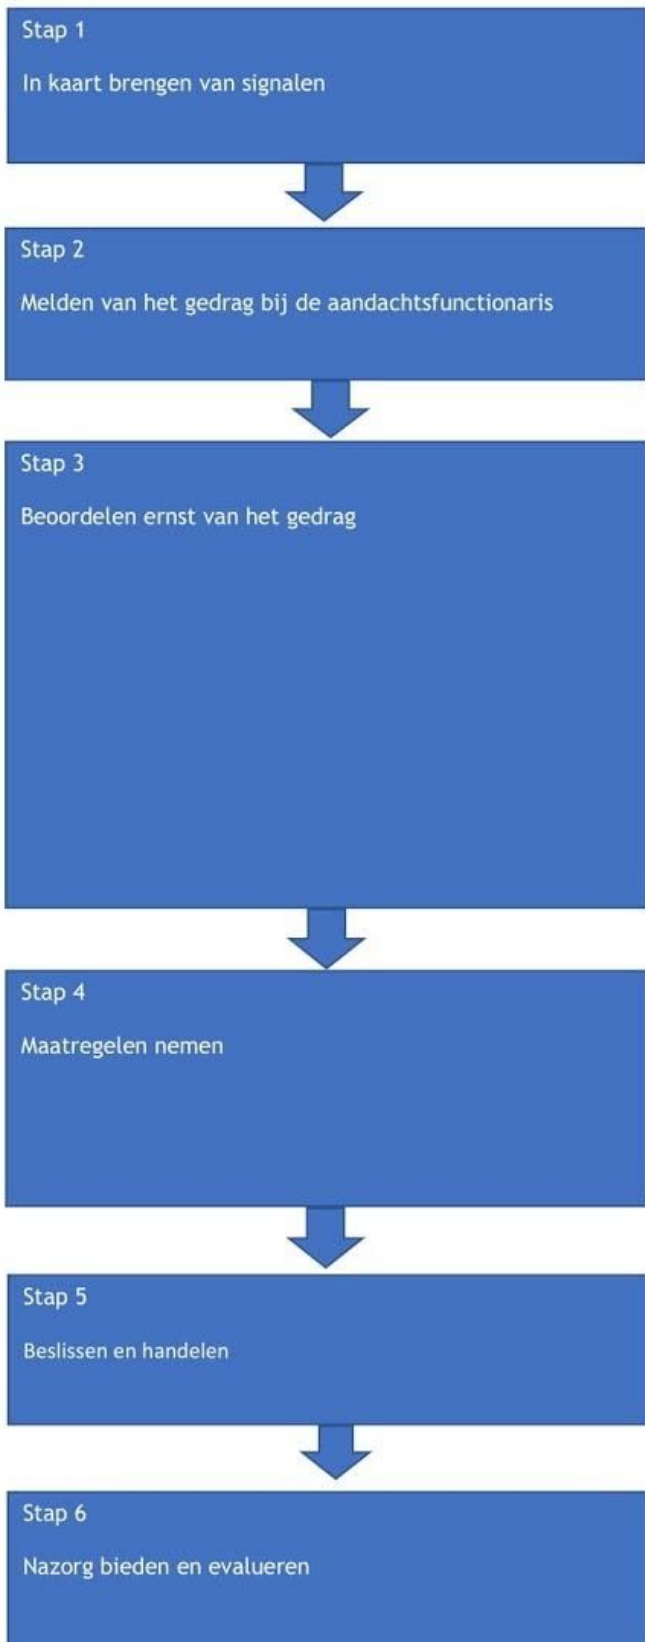 Stap 1
In kaart brengen van signalen
Stap 2
Melden van het gedrag bij de aandachtsfunctionaris
Stap 3
Beoordelen ernst van het gedrag
Stap 4
Maatregelen nemen
Stap 5
Beslissen en handelen
Stap 6
Nazorg bieden en evalueren